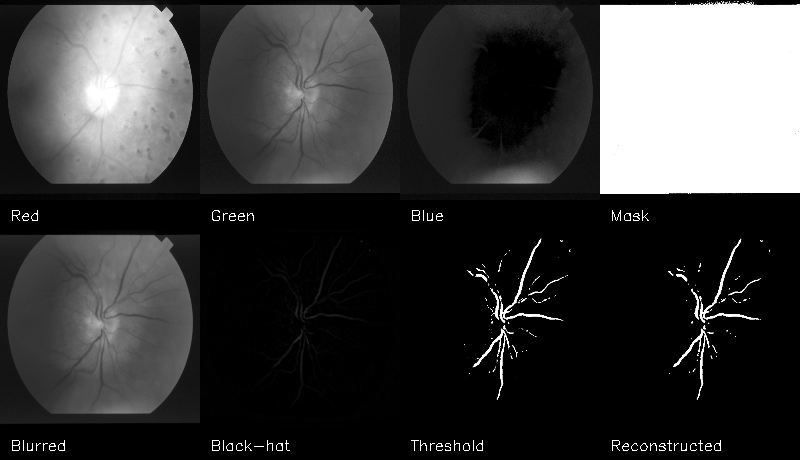 Red
Green
Blue
Mask
Blurred
Black-hat
Threshold
Reconstructed